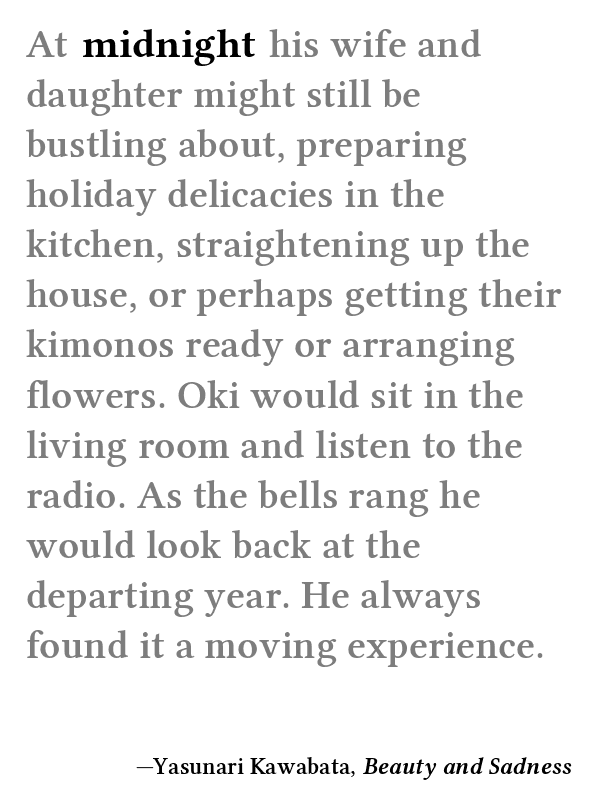 At midnight his wife and
daughter might still be
bustling about, preparing
holiday delicacies in the
kitchen, straightening up the
house, or perhaps getting their
kimonos ready or arranging
flowers. Oki would sit in the
living room and listen to the
radio. As the bells rang he
would look back at the
departing year. He always
found it a moving experience.
—Yasunari Kawabata, Beauty and Sadness